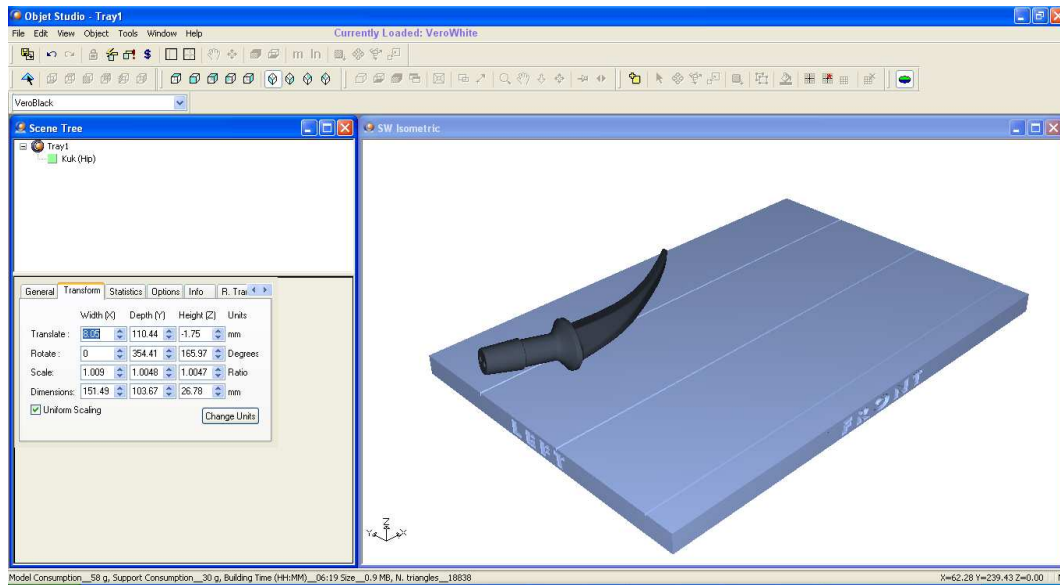 Objet Studio - Tray1
File Edit View Object Tools Window Help Currently Loaded: VeroWhite
VeroBlack
Scene Tree
Tray1
Kuk (Hip)
General Transform Statistics Options Info R. Tra
Width (X) Depth (Y) Height (Z) Units
Translate : 8.05 110.44 -1.75 mm
Rotate : 0 354.41 165.97 Degrees
Scale: 1.009 1.0048 1.0047 Ratio
Dimensions: 151.49 103.67 26.78 mm
Uniform Scaling
Change Units
SW Isometric
LEFT
FRONT
Z
Y X
Model Consumption__58 g, Support Consumption__30 g, Building Time (HH:MM)__06:19 Size__0.9 MB, N. triangles__18838 X=62.28 Y=239.43 Z=0.00